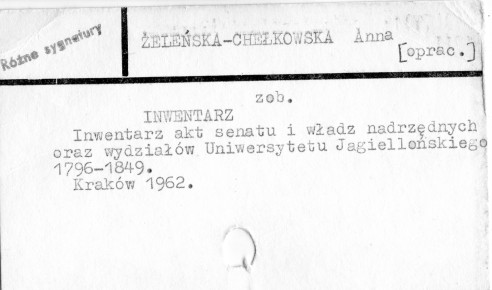 Różne sygnatury
ŻELEŃSKA-CHEŁKOWSKA Anna
[oprac.]
zob.
INWENTARZ
Inwentarz akt senatu i władz nadrzędnych
oraz wydziałów Uniwersytetu Jagiellońskiego
1796-1849.
Kraków 1962.